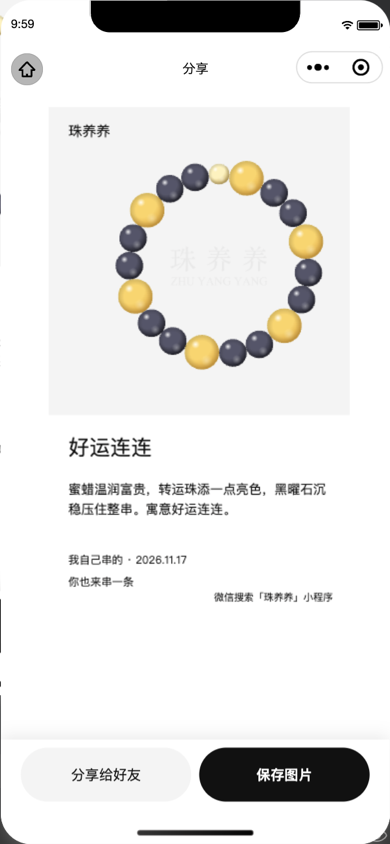 9:59
分享
珠养养
珠 养 养
ZHU YANG YANG
好运连连
蜜蜡温润富贵，转运珠添一点亮色，黑曜石沉
稳压住整串。寓意好运连连。
我自己串的 · 2026.11.17
你也来串一条
微信搜索「珠养养」小程序
分享给好友
保存图片